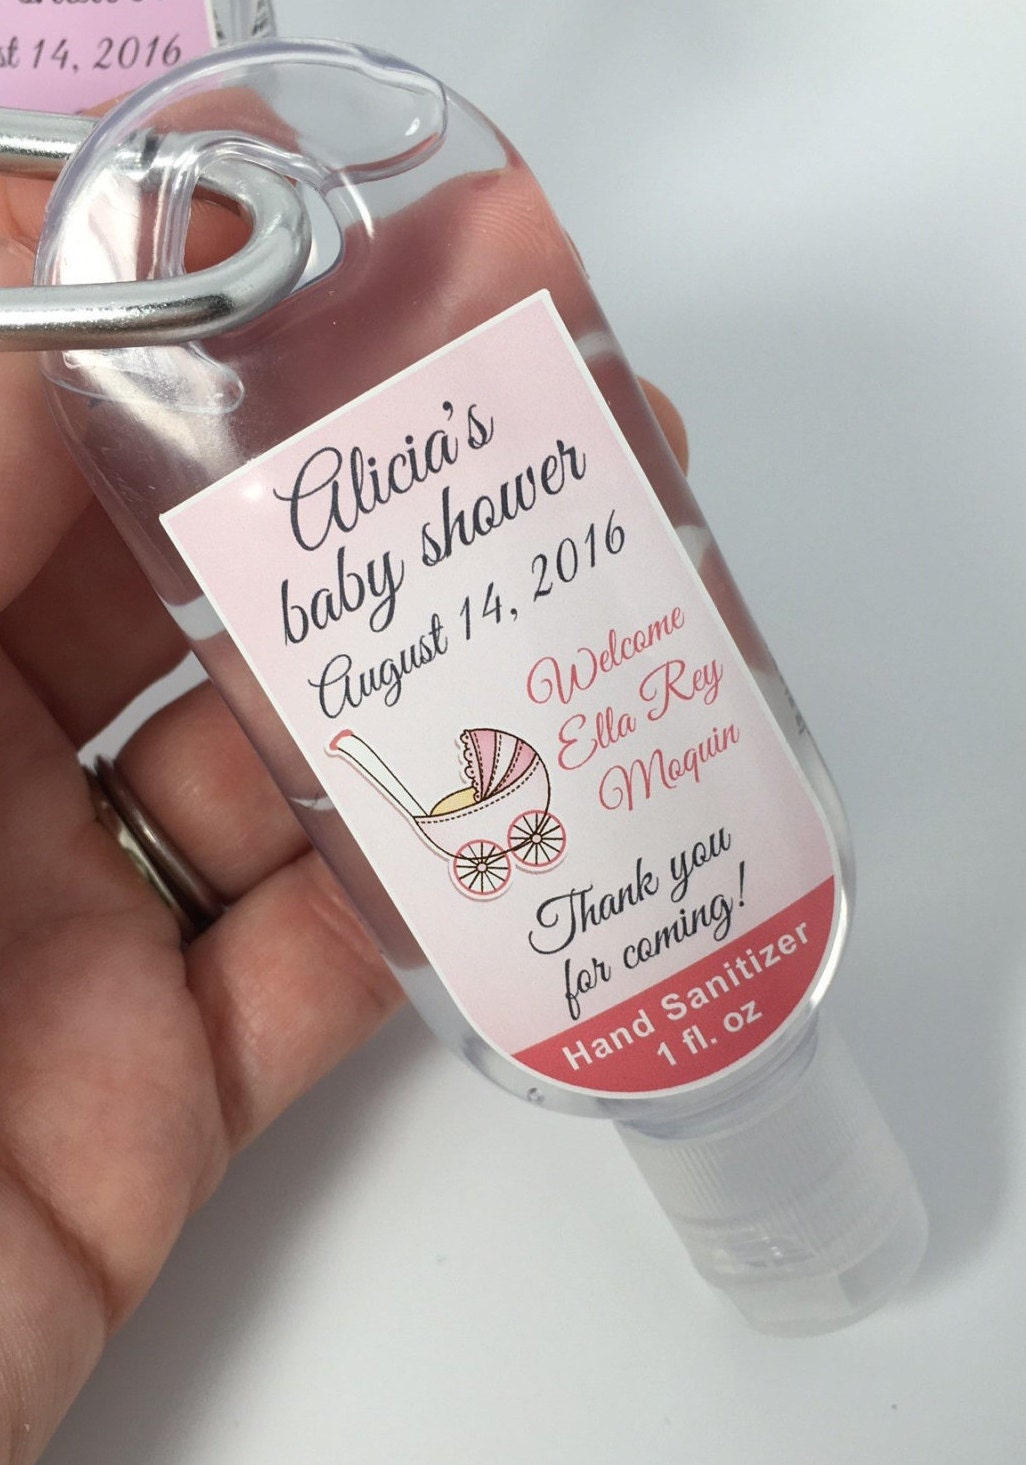 st 14, 2016
Alicia's
baby shower
August 14, 2016
Welcome
Ella Rey
Moquin
Thank you
for coming!
Hand Sanitizer
1 fl. oz